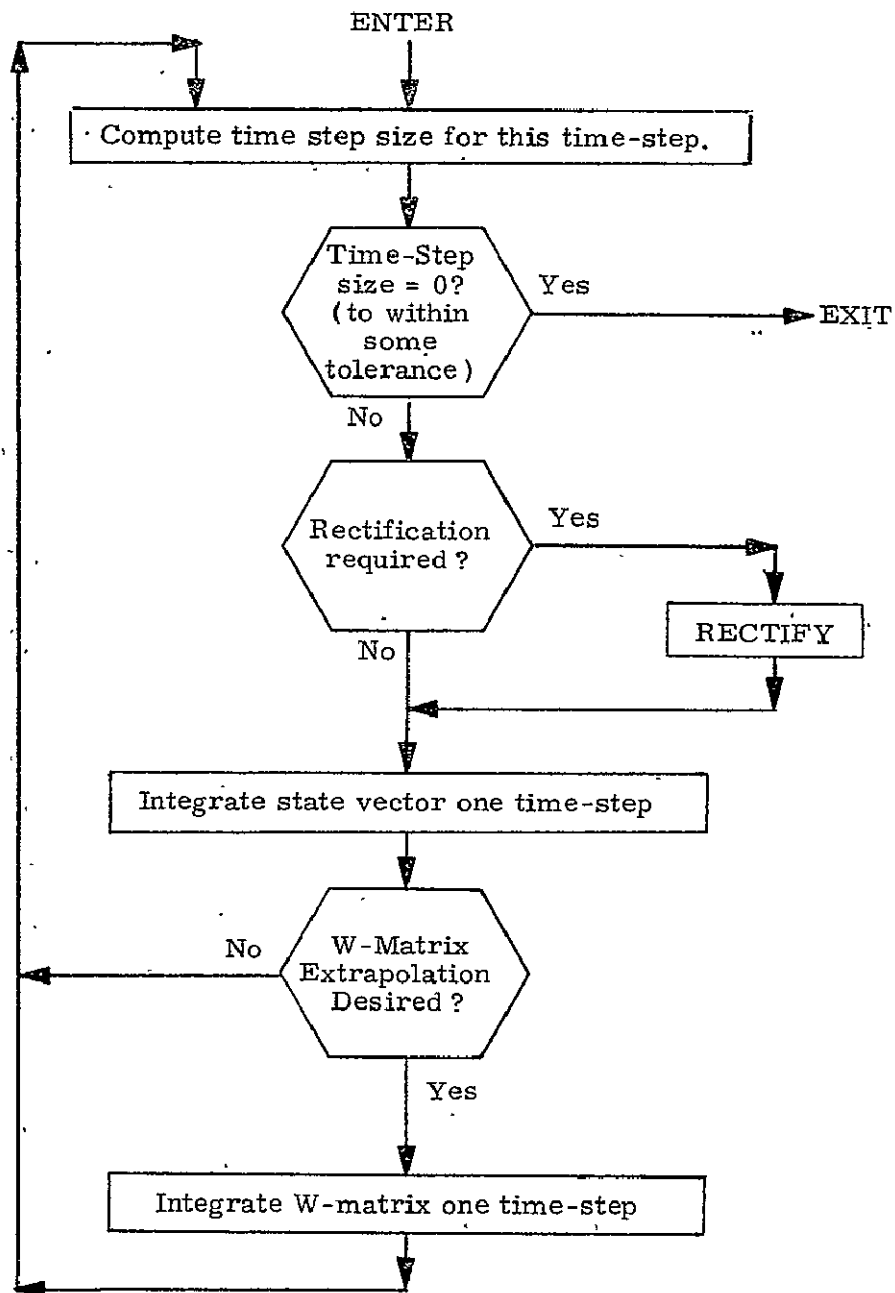 ENTER
Compute time step size for this time-step.
Time-Step
size = 0?
(to within
some
tolerance)
Yes
EXIT
No
Rectification
required ?
Yes
RECTIFY
No
Integrate state vector one time-step
W-Matrix
Extrapolation
Desired ?
No
Yes
Integrate W-matrix one time-step